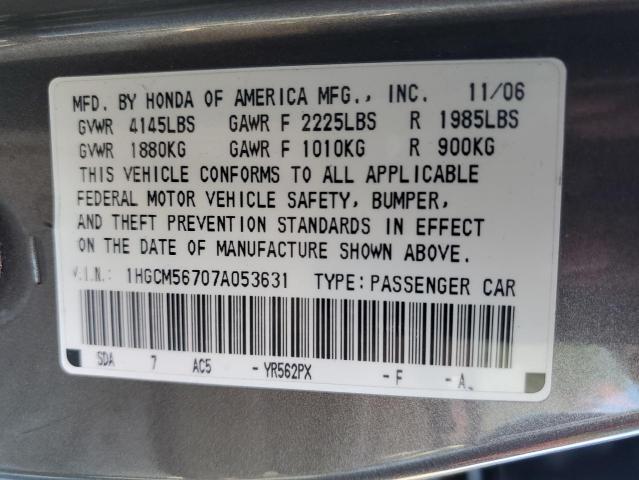 MFD. BY HONDA OF AMERICA MFG., INC. 11/06
GVWR 4145LBS GAWR F 2225LBS R 1985LBS
GVWR 1880KG GAWR F 1010KG R 900KG
THIS VEHICLE CONFORMS TO ALL APPLICABLE
FEDERAL MOTOR VEHICLE SAFETY, BUMPER,
AND THEFT PREVENTION STANDARDS IN EFFECT
ON THE DATE OF MANUFACTURE SHOWN ABOVE.
V.I.N.: 1HGCM56707A053631 TYPE: PASSENGER CAR
SDA 7 AC5 - YR562PX - F - A